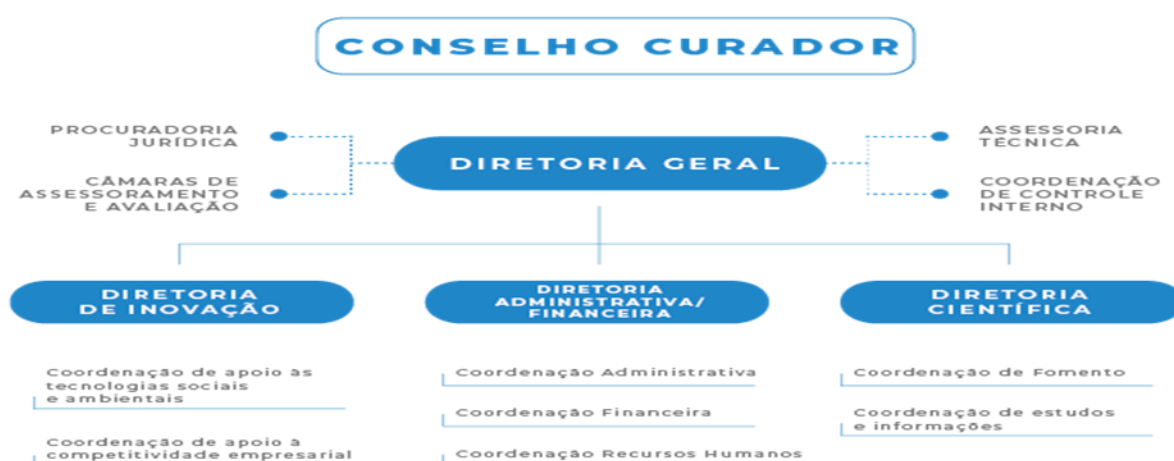 CONSELHO CURADOR
PROCURADORIA
JURÍDICA
CÂMARAS DE
ASSESSORAMENTO
E AVALIAÇÃO
DIRETORIA GERAL
ASSESSORIA
TÉCNICA
COORDENAÇÃO
DE CONTROLE
INTERNO
DIRETORIA
DE INOVAÇÃO
Coordenação de apoio às
tecnologias sociais
e ambientais
Coordenação de apoio à
competitividade empresarial
DIRETORIA
ADMINISTRATIVA/
FINANCEIRA
Coordenação Administrativa
Coordenação Financeira
Coordenação Recursos Humanos
DIRETORIA
CIENTÍFICA
Coordenação de Fomento
Coordenação de estudos
e informações